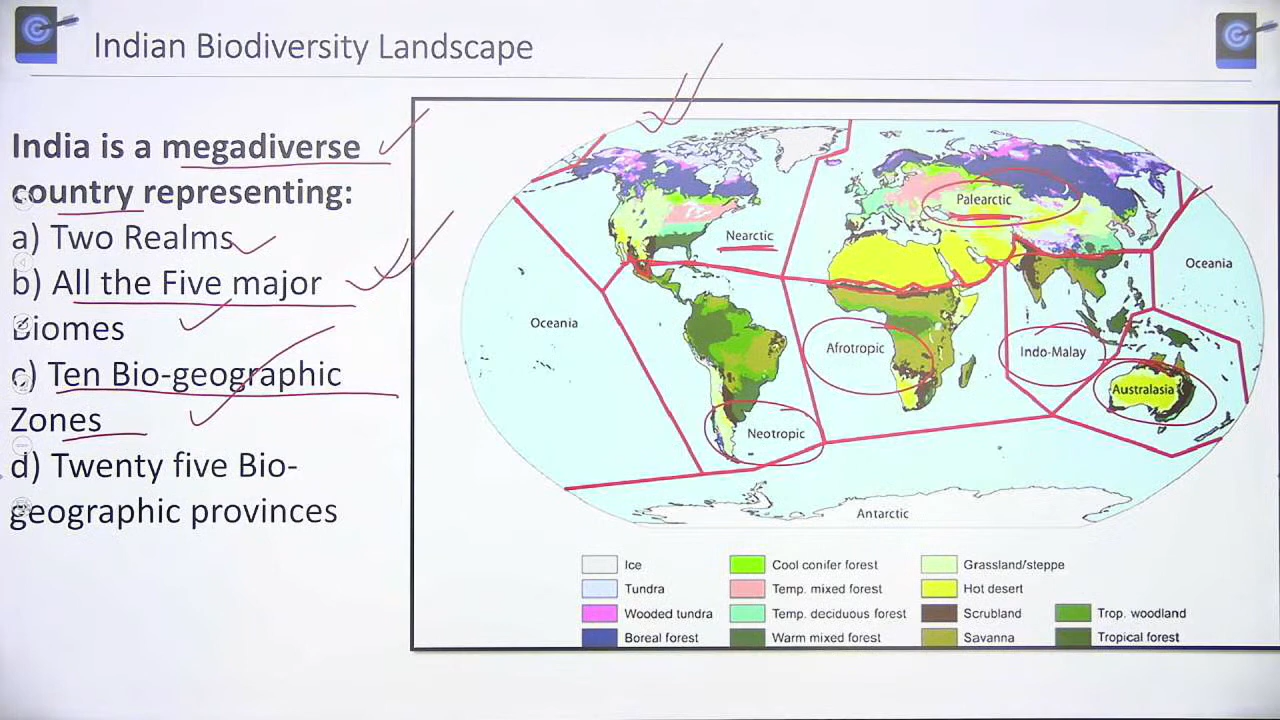 Indian Biodiversity Landscape
India is a megadiverse
country representing:
a) Two Realms
b) All the Five major
Biomes
c) Ten Bio-geographic
Zones
d) Twenty five Bio-
geographic provinces
Palearctic
Nearctic
Oceania
Oceania
Afrotropic
Indo-Malay
Australasia
Neotropic
Antarctic
Ice
Tundra
Wooded tundra
Boreal forest
Cool conifer forest
Temp. mixed forest
Temp. deciduous forest
Warm mixed forest
Grassland/steppe
Hot desert
Scrubland
Savanna
Trop. woodland
Tropical forest